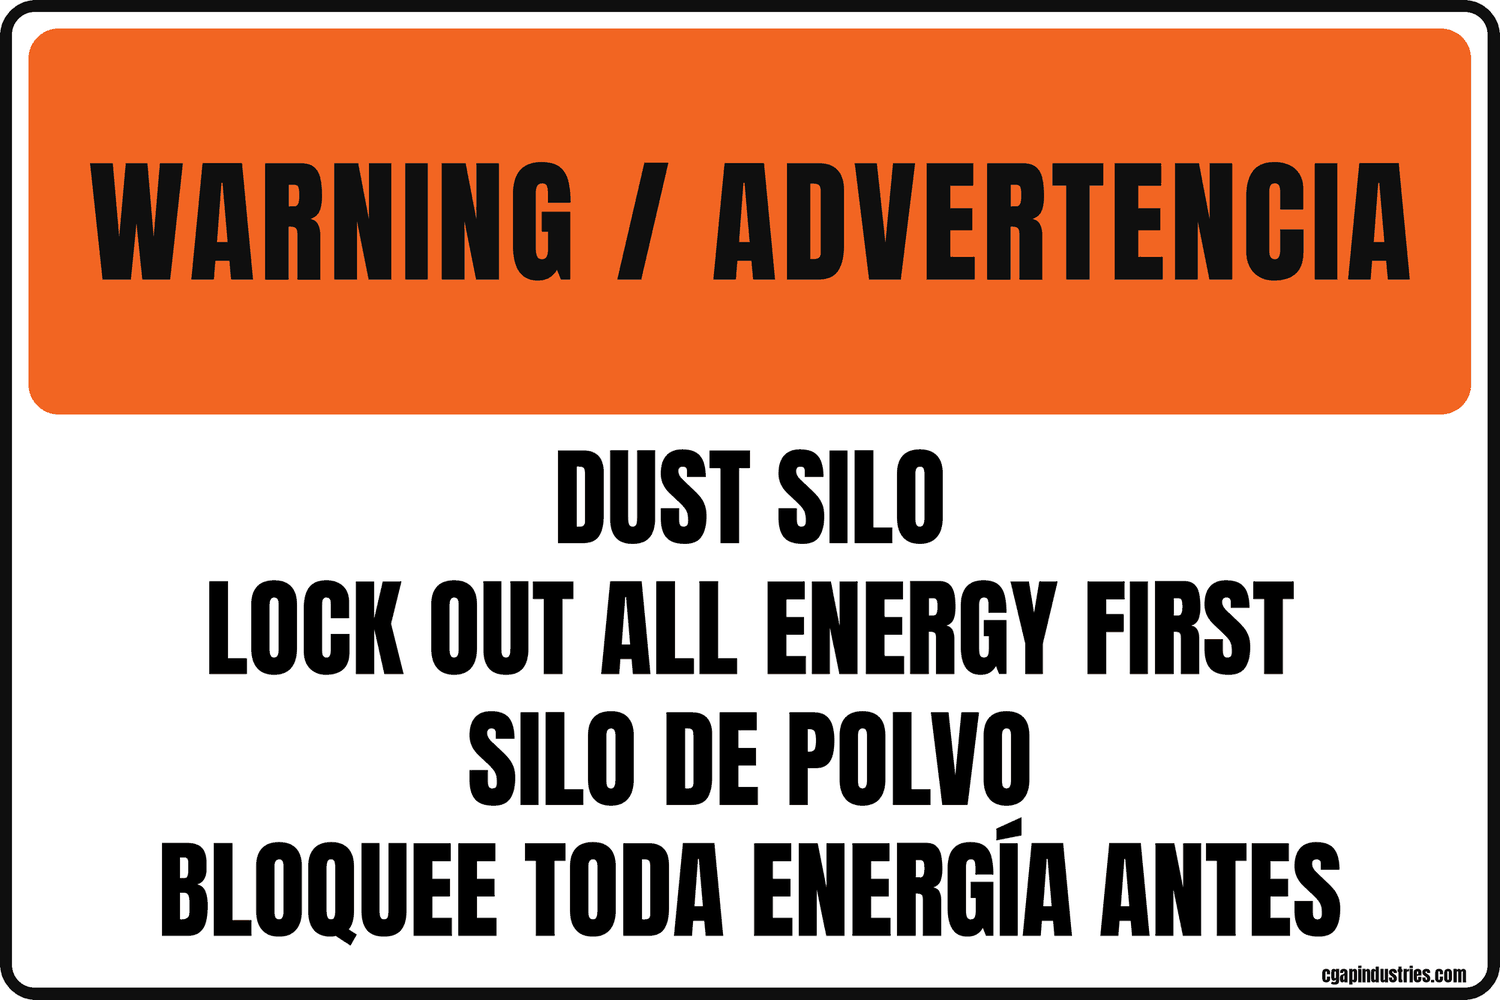 WARNING / ADVERTENCIA
DUST SILO
LOCK OUT ALL ENERGY FIRST
SILO DE POLVO
BLOQUEE TODA ENERGÍA ANTES
cgapindustries.com